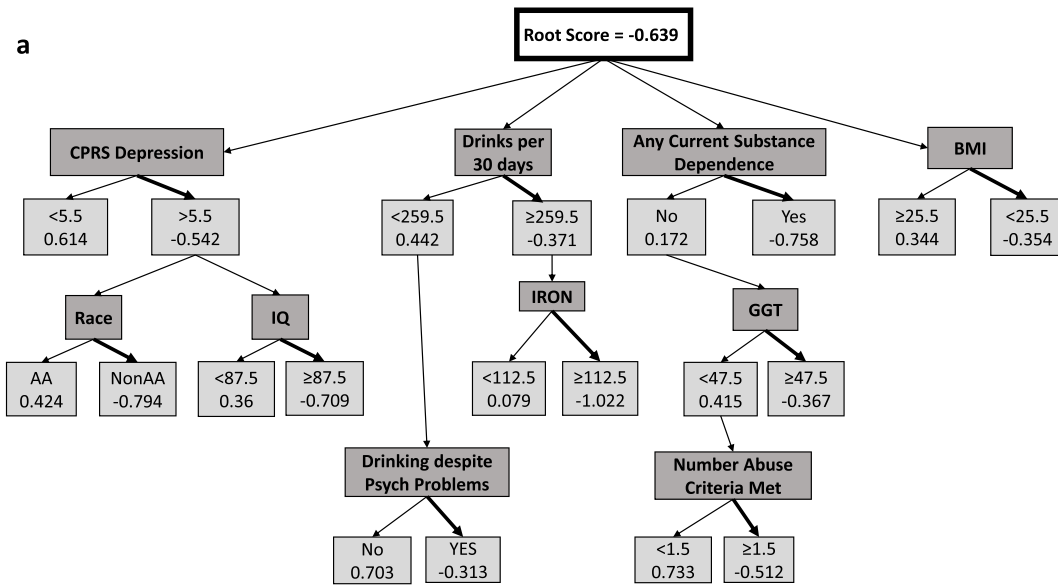 a
Root Score = -0.639
CPRS Depression
Drinks per
30 days
Any Current Substance
Dependence
BMI
<5.5
0.614
>5.5
-0.542
<259.5
0.442
≥259.5
-0.371
No
0.172
Yes
-0.758
≥25.5
0.344
<25.5
-0.354
Race
IQ
IRON
GGT
AA
0.424
NonAA
-0.794
<87.5
0.36
≥87.5
-0.709
<112.5
0.079
≥112.5
-1.022
<47.5
0.415
≥47.5
-0.367
Drinking despite
Psych Problems
Number Abuse
Criteria Met
No
0.703
YES
-0.313
<1.5
0.733
≥1.5
-0.512